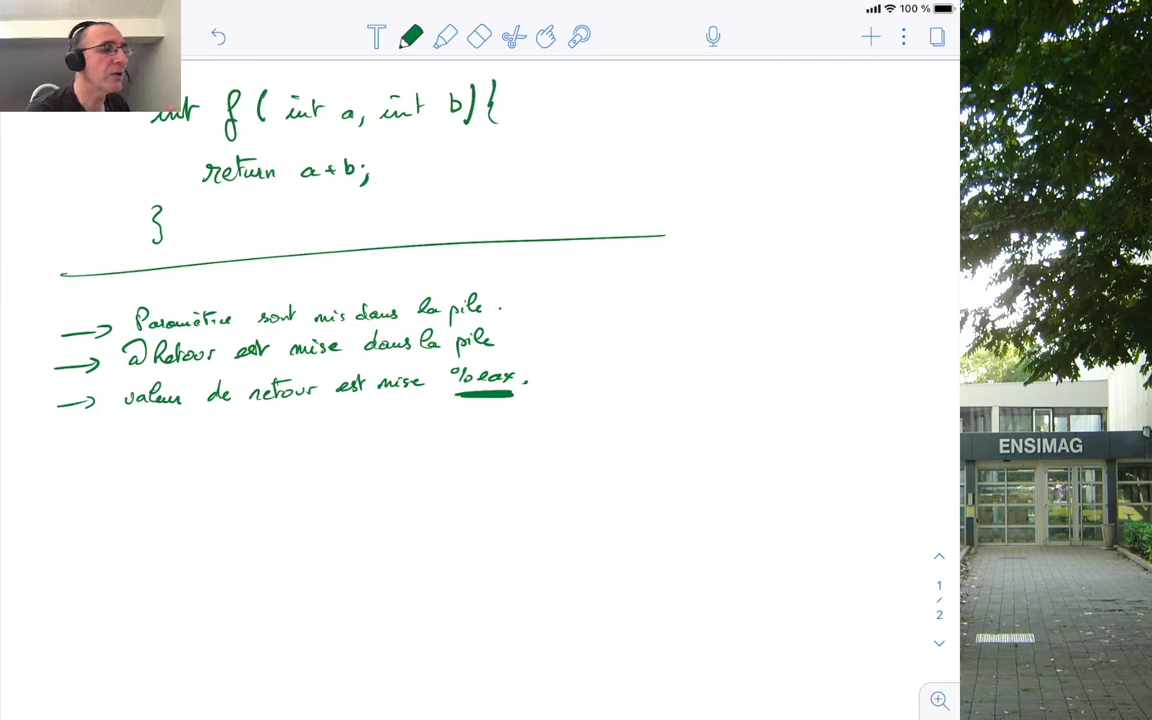 100 %
int f ( int a, int b) {
return a + b;
}
→ Paramètre sont mis dans la pile.
→ @ Retour est mise dans la pile
→ valeur de retour est mise %eax.
1
/
2
ENSIMAG